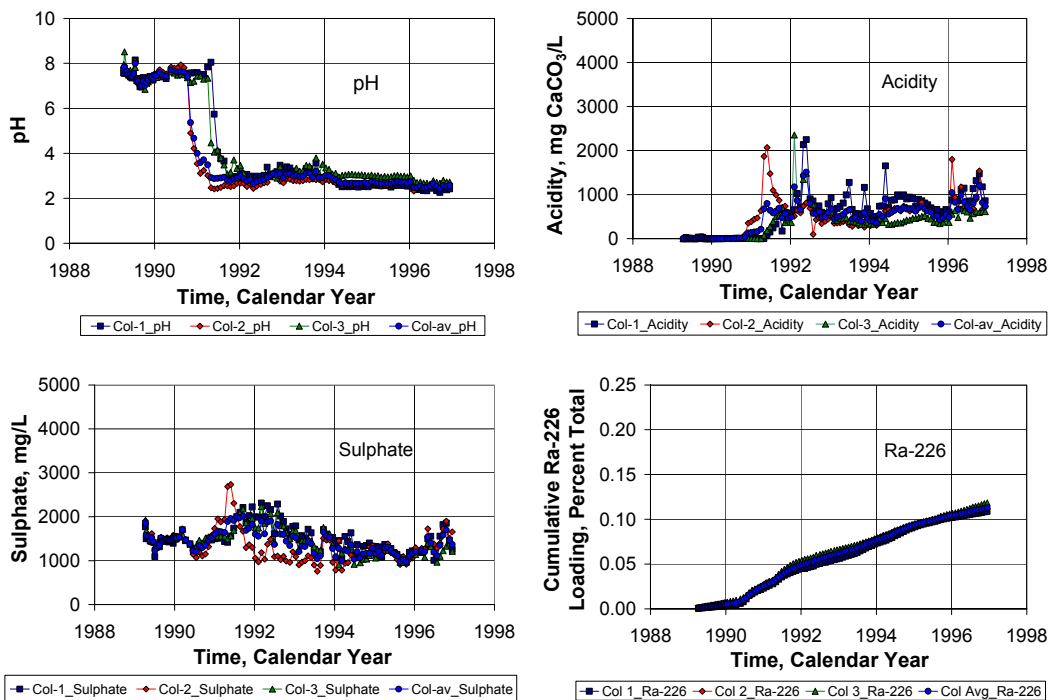 10
8
6
4
2
0
pH
pH
1988 1990 1992 1994 1996 1998
Time, Calendar Year
Col-1_pH Col-2_pH Col-3_pH Col-av_pH
5000
4000
3000
2000
1000
0
Acidity, mg CaCO3/L
Acidity
1988 1990 1992 1994 1996 1998
Time, Calendar Year
Col-1_Acidity Col-2_Acidity Col-3_Acidity Col-av_Acidity
5000
4000
3000
2000
1000
0
Sulphate, mg/L
Sulphate
1988 1990 1992 1994 1996 1998
Time, Calendar Year
Col-1_Sulphate Col-2_Sulphate Col-3_Sulphate Col-av_Sulphate
0.25
0.20
0.15
0.10
0.05
0.00
Cumulative Ra-226
Loading, Percent Total
Ra-226
1988 1990 1992 1994 1996 1998
Time, Calendar Year
Col 1_Ra-226 Col 2_Ra-226 Col 3_Ra-226 Col Avg_Ra-226